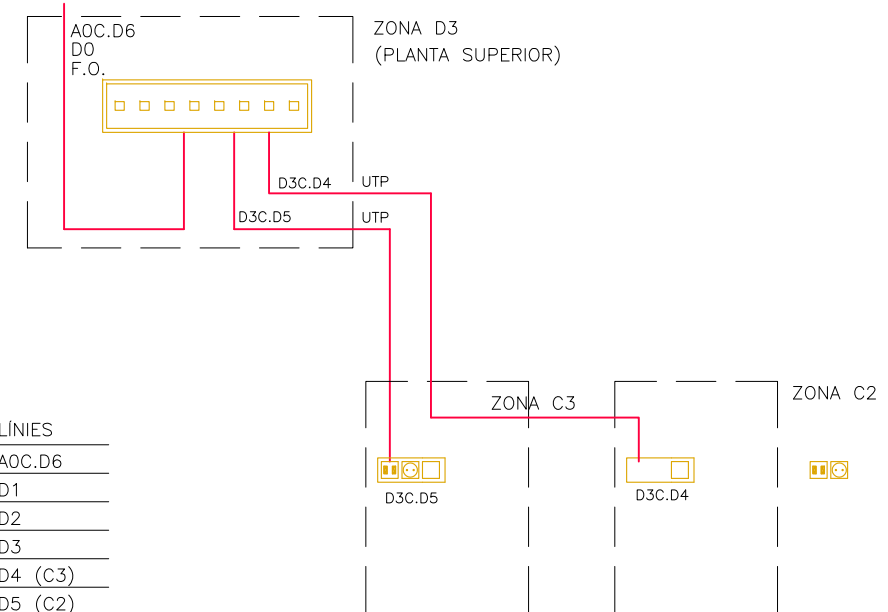 A0C.D6
D0
F.O.
ZONA D3
(PLANTA SUPERIOR)
D3C.D4
UTP
D3C.D5
UTP
ZONA C3
ZONA C2
D3C.D5
D3C.D4
LÍNIES
A0C.D6
D1
D2
D3
D4 (C3)
D5 (C2)